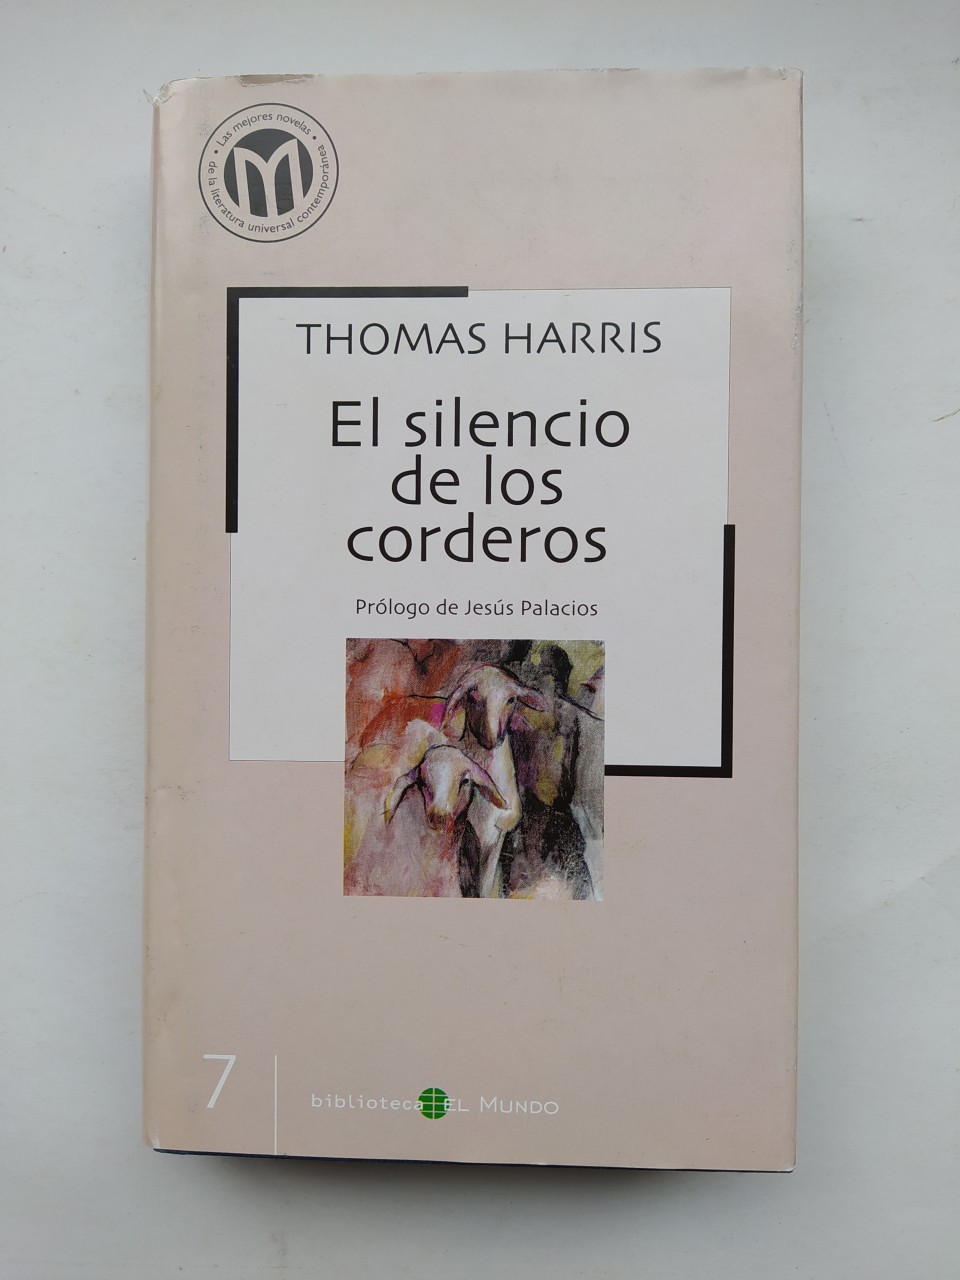 • Las mejores novelas •
de la literatura universal contemporánea
M
THOMAS HARRIS
El silencio
de los
corderos
Prólogo de Jesús Palacios
7
biblioteca EL MUNDO